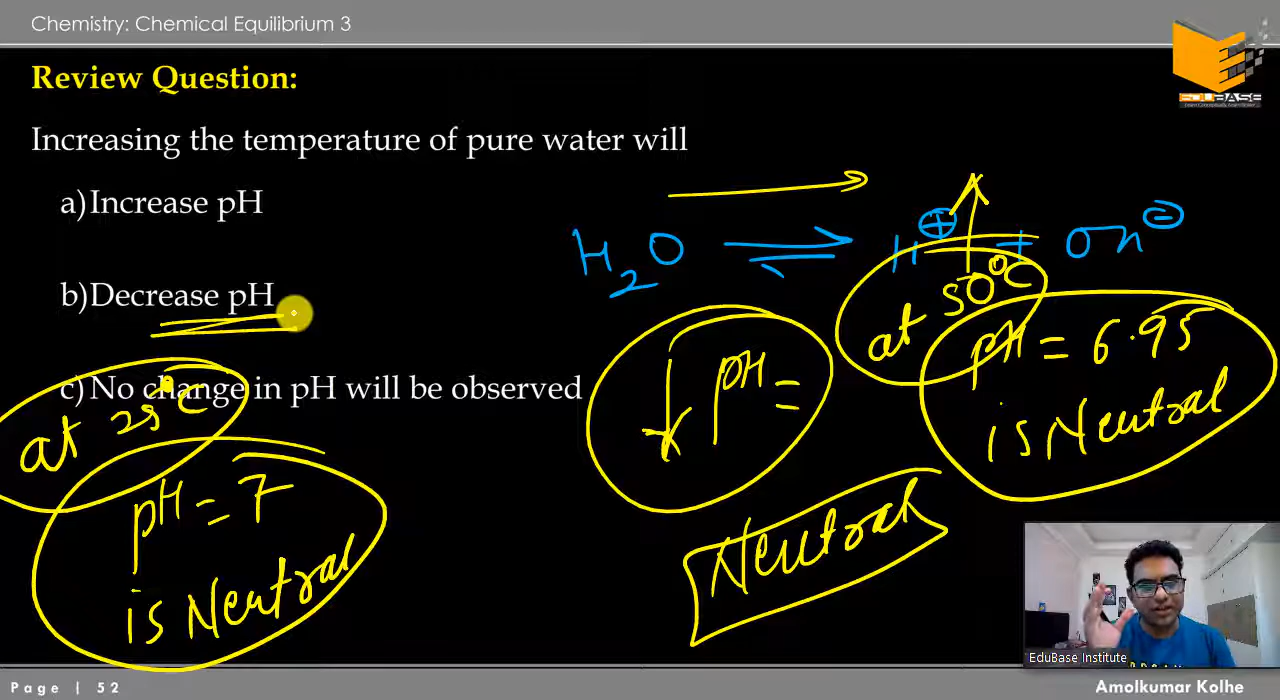 Chemistry: Chemical Equilibrium 3
EDUBASE
Review Question:
Increasing the temperature of pure water will
a) Increase pH
H₂O ⇌ H⊕ + OH⊖
b) Decrease pH
at 50°C
pH = 6.95
is Neutral
↓ pH =
c) No change in pH will be observed
at 25°C
pH = 7
is Neutral
Neutral
EduBase Institute
Page | 52
Amolkumar Kolhe